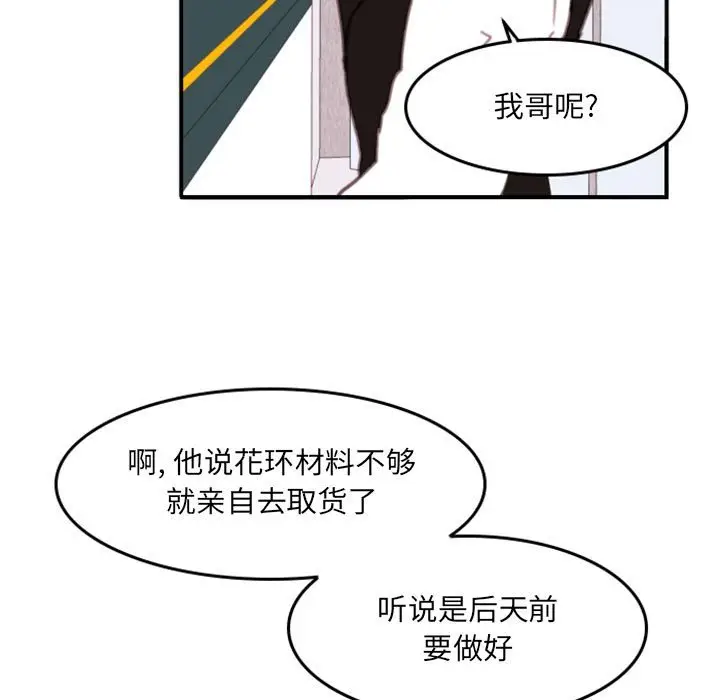 我哥呢?
啊, 他说花环材料不够
就亲自去取货了
听说是后天前
要做好